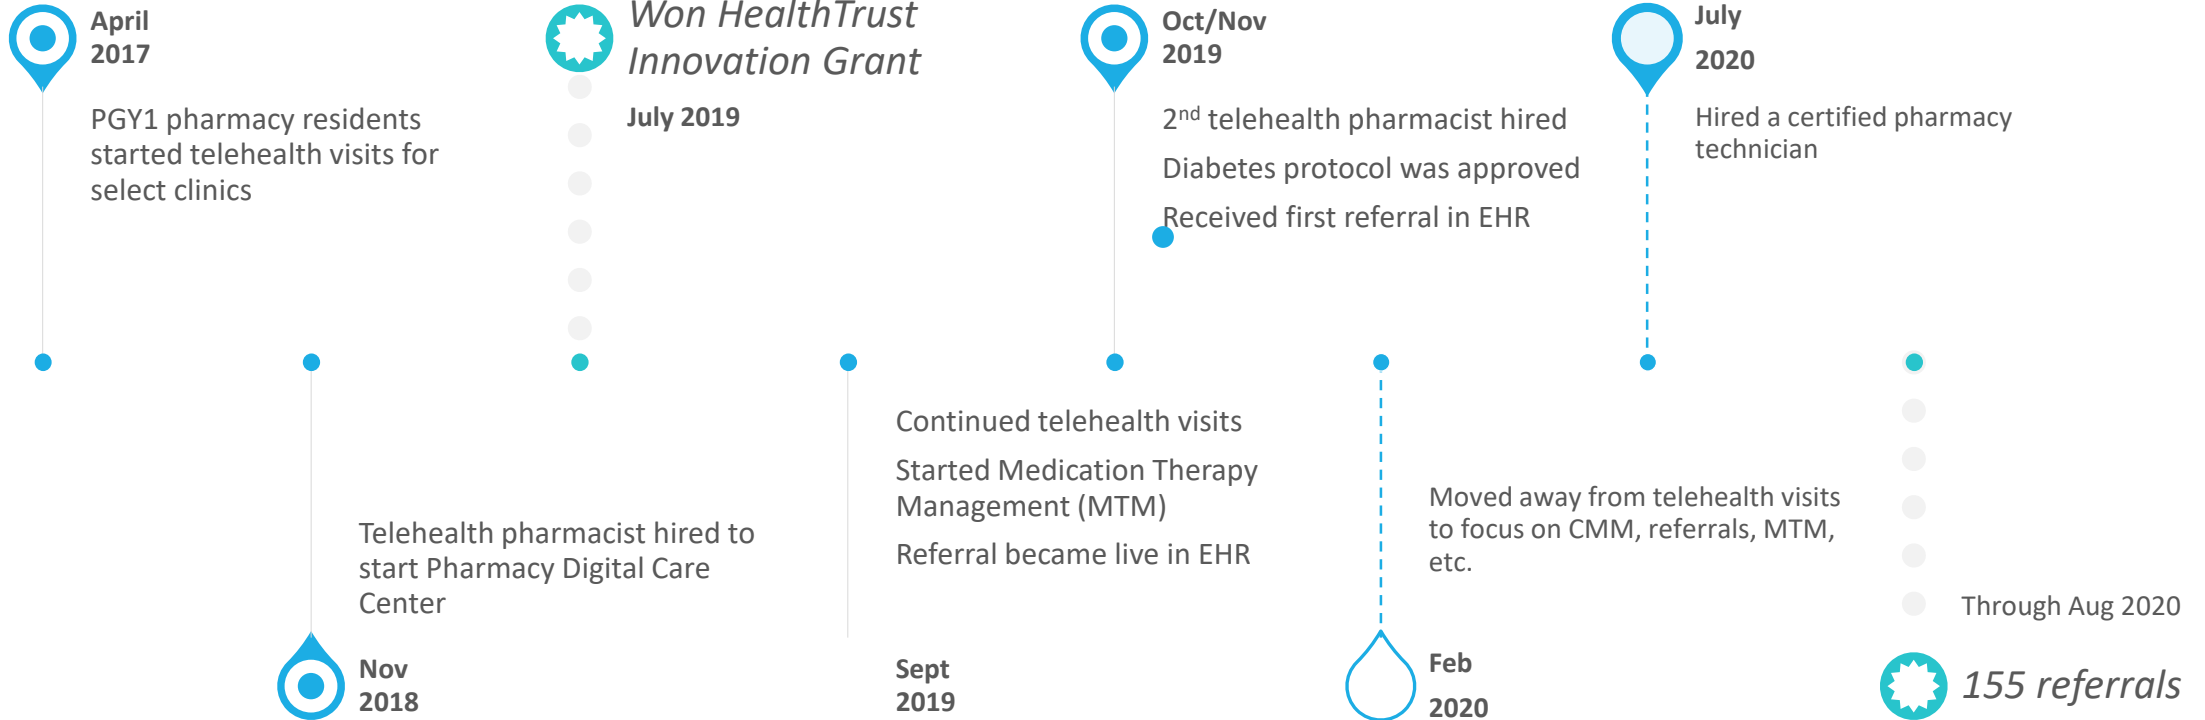 April
2017
PGY1 pharmacy residents
started telehealth visits for
select clinics
Telehealth pharmacist hired to
start Pharmacy Digital Care
Center
Nov
2018
Won HealthTrust
Innovation Grant
July 2019
Continued telehealth visits
Started Medication Therapy
Management (MTM)
Referral became live in EHR
Sept
2019
Oct/Nov
2019
2nd telehealth pharmacist hired
Diabetes protocol was approved
Received first referral in EHR
Moved away from telehealth visits
to focus on CMM, referrals, MTM,
etc.
Feb
2020
July
2020
Hired a certified pharmacy
technician
Through Aug 2020
155 referrals